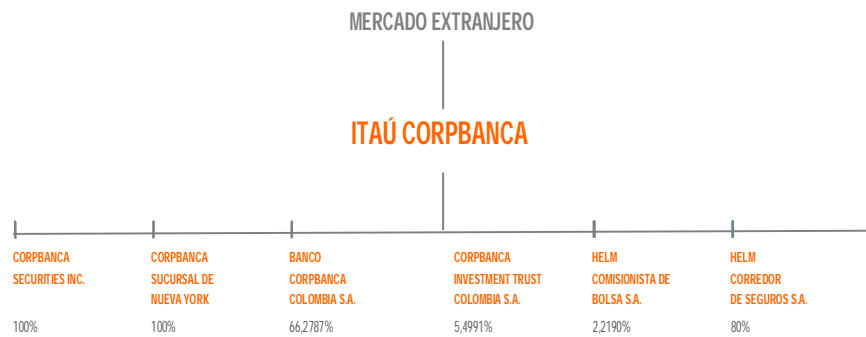 MERCADO EXTRANJERO
ITAÚ CORPBANCA
CORPBANCA
SECURITIES INC.
100%
CORPBANCA
SUCURSAL DE
NUEVA YORK
100%
BANCO
CORPBANCA
COLOMBIA S.A.
66,2787%
CORPBANCA
INVESTMENT TRUST
COLOMBIA S.A.
5,4991%
HELM
COMISIONISTA DE
BOLSA S.A.
2,2190%
HELM
CORREDOR
DE SEGUROS S.A.
80%